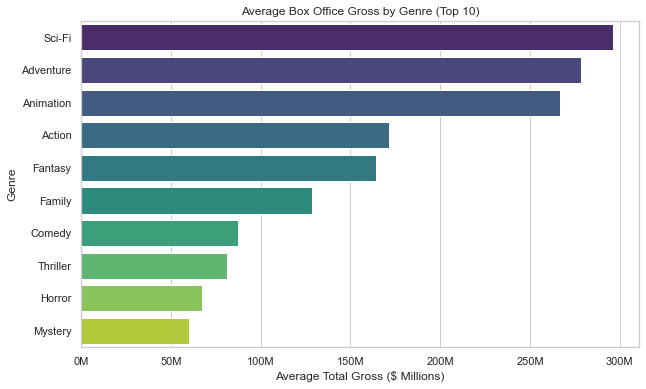 Average Box Office Gross by Genre (Top 10)
Genre
Sci-Fi
Adventure
Animation
Action
Fantasy
Family
Comedy
Thriller
Horror
Mystery
0M 50M 100M 150M 200M 250M 300M
Average Total Gross ($ Millions)